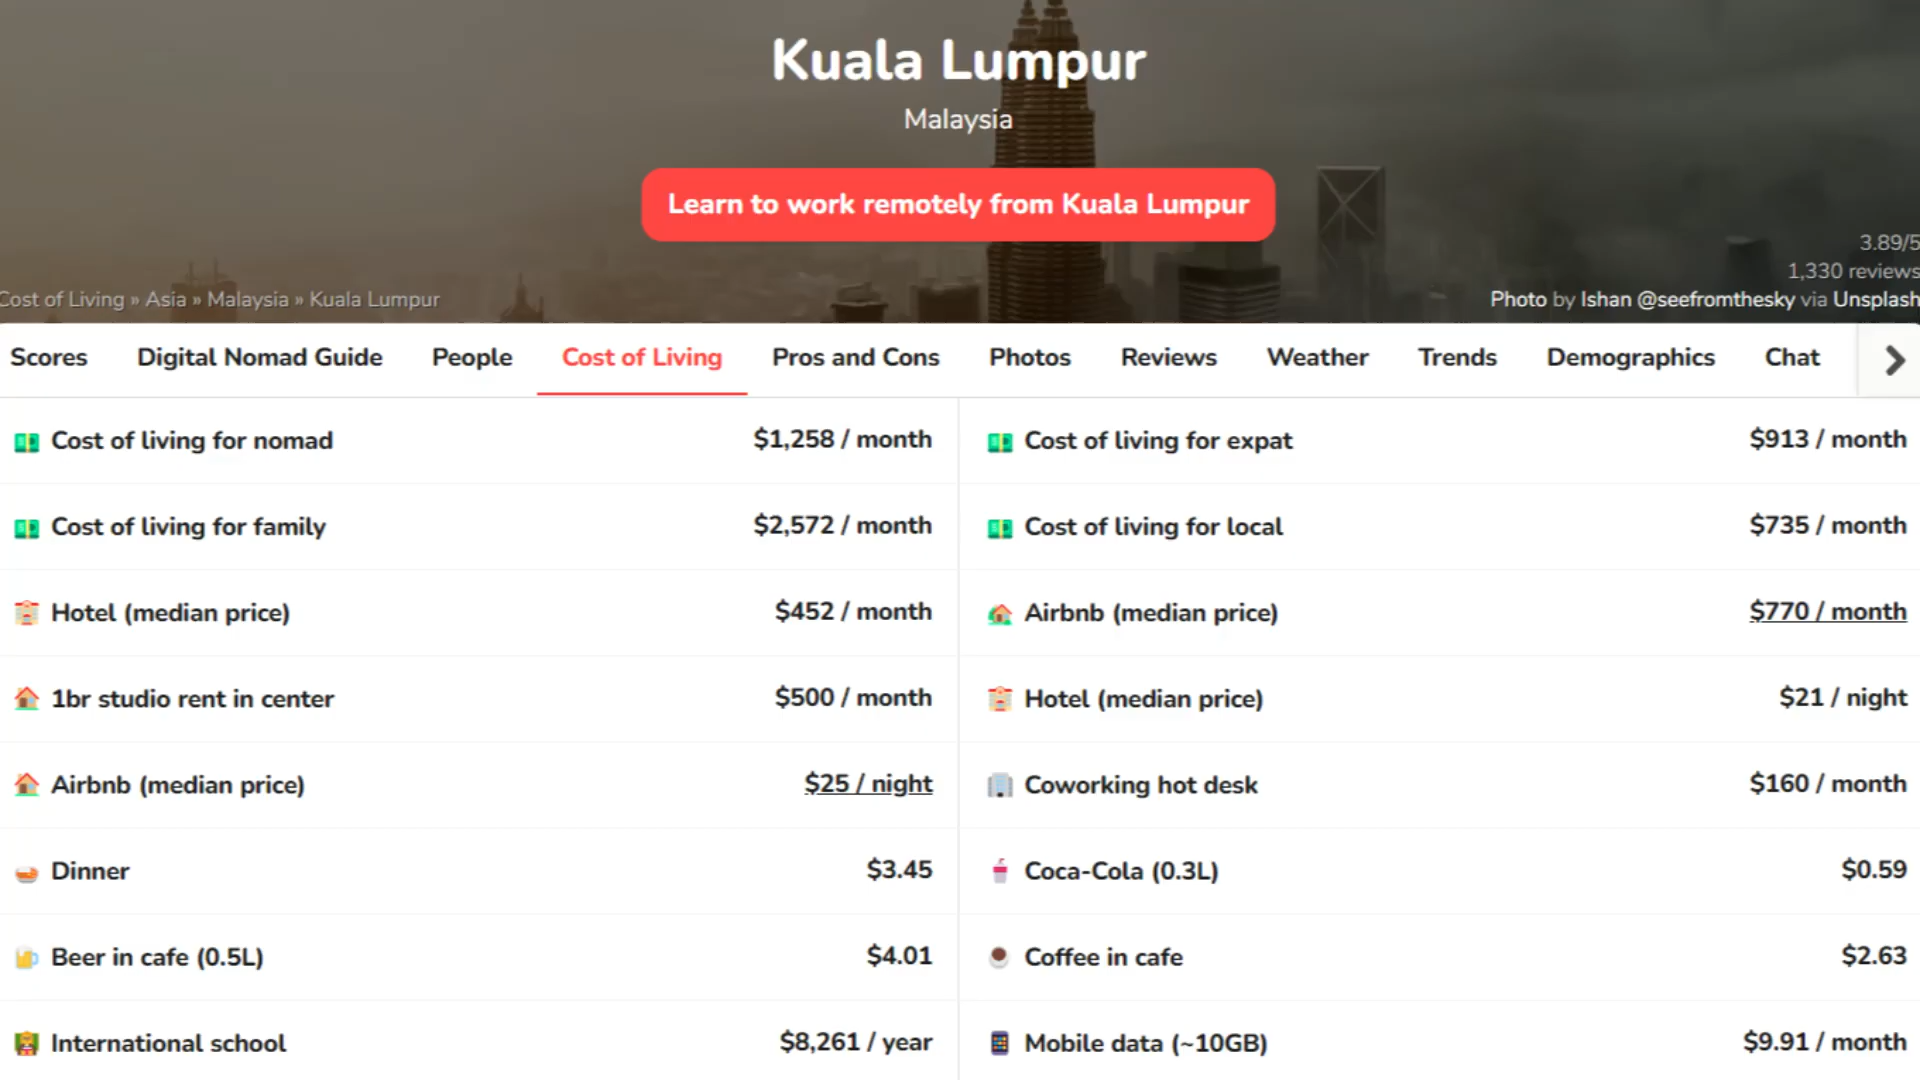 Kuala Lumpur
Malaysia
Learn to work remotely from Kuala Lumpur
3.89/5
1,330 reviews
Cost of Living » Asia » Malaysia » Kuala Lumpur
Photo by Ishan @seefromthesky via Unsplash
Scores Digital Nomad Guide People Cost of Living Pros and Cons Photos Reviews Weather Trends Demographics Chat
Cost of living for nomad $1,258 / month
Cost of living for expat $913 / month
Cost of living for family $2,572 / month
Cost of living for local $735 / month
Hotel (median price) $452 / month
Airbnb (median price) $770 / month
1br studio rent in center $500 / month
Hotel (median price) $21 / night
Airbnb (median price) $25 / night
Coworking hot desk $160 / month
Dinner $3.45
Coca-Cola (0.3L) $0.59
Beer in cafe (0.5L) $4.01
Coffee in cafe $2.63
International school $8,261 / year
Mobile data (~10GB) $9.91 / month